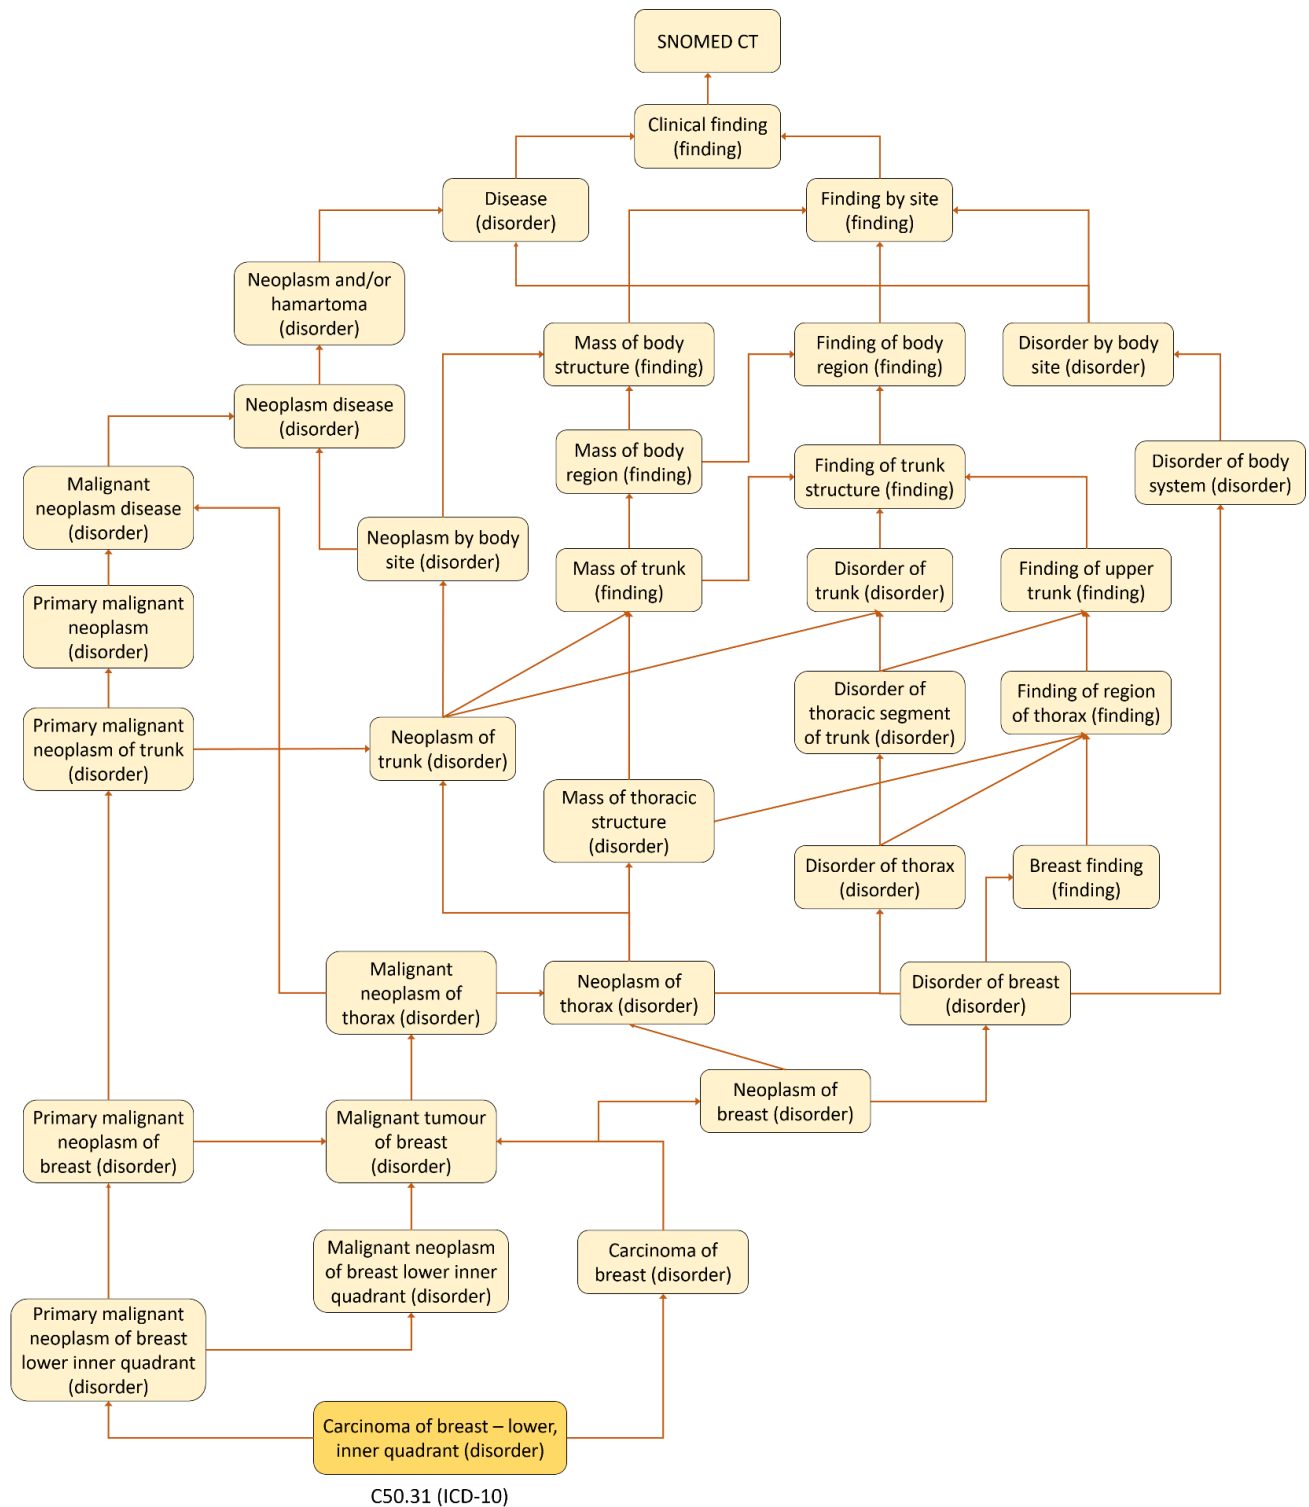 SNOMED CT
Clinical finding
(finding)
Disease
(disorder)
Finding by site
(finding)
Neoplasm and/or
hamartoma
(disorder)
Mass of body
structure (finding)
Finding of body
region (finding)
Disorder by body
site (disorder)
Neoplasm disease
(disorder)
Mass of body
region (finding)
Finding of trunk
structure (finding)
Disorder of body
system (disorder)
Malignant
neoplasm disease
(disorder)
Neoplasm by body
site (disorder)
Mass of trunk
(finding)
Disorder of
trunk (disorder)
Finding of upper
trunk (finding)
Primary malignant
neoplasm
(disorder)
Primary malignant
neoplasm of trunk
(disorder)
Neoplasm of
trunk (disorder)
Disorder of
thoracic segment
of trunk (disorder)
Finding of region
of thorax (finding)
Mass of thoracic
structure
(disorder)
Disorder of thorax
(disorder)
Breast finding
(finding)
Malignant
neoplasm of
thorax (disorder)
Neoplasm of
thorax (disorder)
Disorder of breast
(disorder)
Neoplasm of
breast (disorder)
Primary malignant
neoplasm of
breast (disorder)
Malignant tumour
of breast
(disorder)
Malignant neoplasm
of breast lower inner
quadrant (disorder)
Carcinoma of
breast (disorder)
Primary malignant
neoplasm of breast
lower inner quadrant
(disorder)
Carcinoma of breast – lower,
inner quadrant (disorder)
C50.31 (ICD-10)